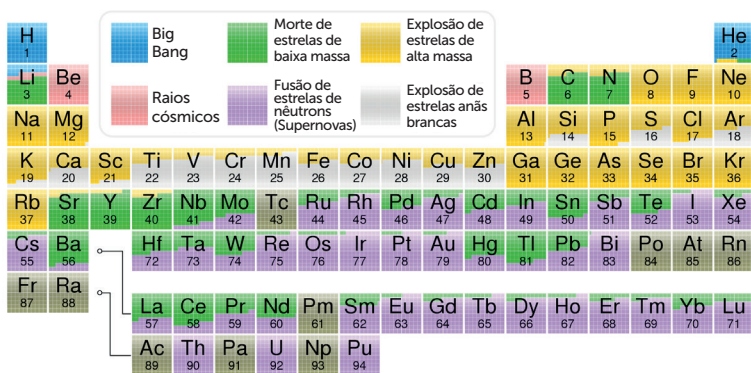 H
1
Big
Bang
Morte de
estrelas de
baixa massa
Explosão de
estrelas de
alta massa
Raios
cósmicos
Fusão de
estrelas de
nêutrons
(Supernovas)
Explosão de
estrelas anãs
brancas
He
2
Li Be B C N O F Ne
3 4 5 6 7 8 9 10
Na Mg Al Si P S Cl Ar
11 12 13 14 15 16 17 18
K Ca Sc Ti V Cr Mn Fe Co Ni Cu Zn Ga Ge As Se Br Kr
19 20 21 22 23 24 25 26 27 28 29 30 31 32 33 34 35 36
Rb Sr Y Zr Nb Mo Tc Ru Rh Pd Ag Cd In Sn Sb Te I Xe
37 38 39 40 41 42 43 44 45 46 47 48 49 50 51 52 53 54
Cs Ba Hf Ta W Re Os Ir Pt Au Hg Tl Pb Bi Po At Rn
55 56 72 73 74 75 76 77 78 79 80 81 82 83 84 85 86
Fr Ra
87 88
La Ce Pr Nd Pm Sm Eu Gd Tb Dy Ho Er Tm Yb Lu
57 58 59 60 61 62 63 64 65 66 67 68 69 70 71
Ac Th Pa U Np Pu
89 90 91 92 93 94